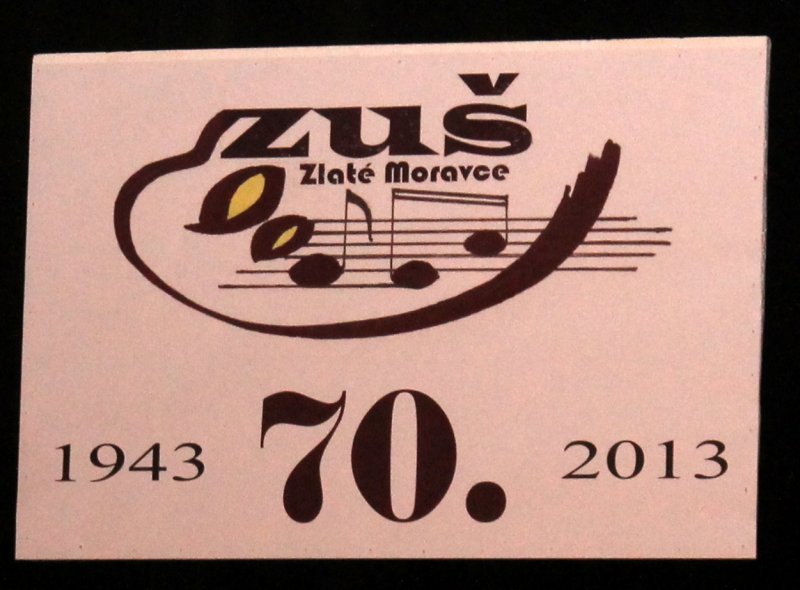 zuš
Zlaté Moravce
1943 70. 2013